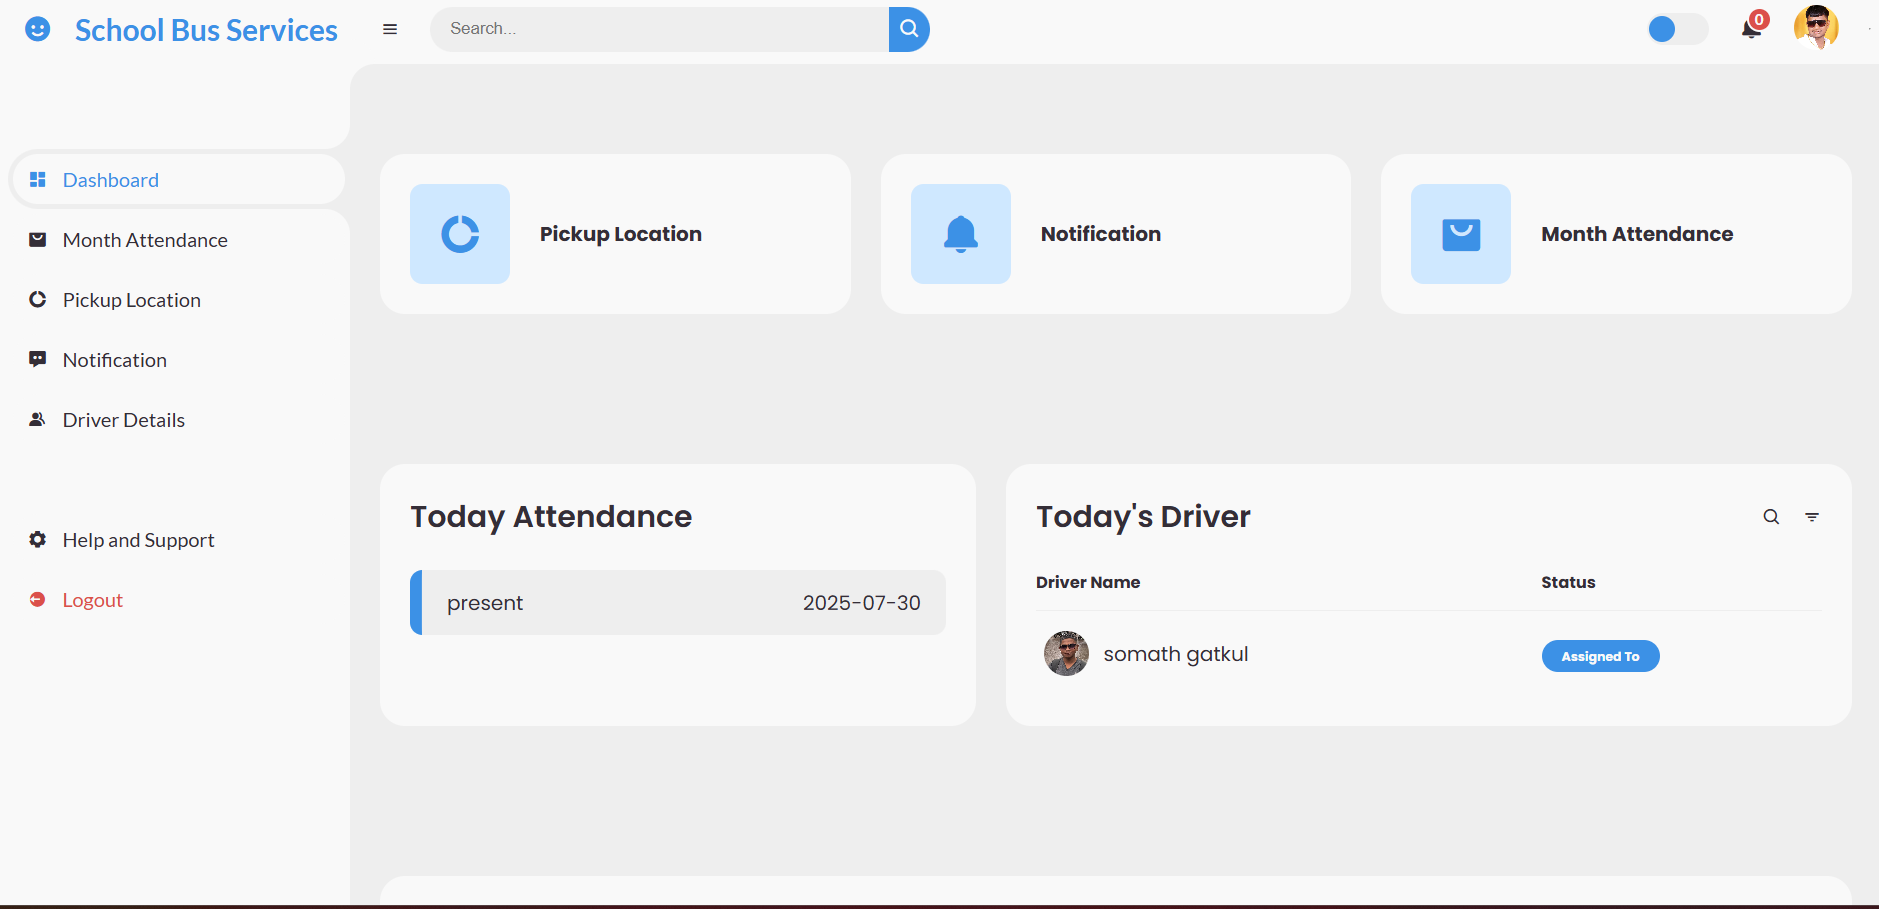 School Bus Services
Search...
0
Dashboard
Month Attendance
Pickup Location
Notification
Driver Details
Help and Support
Logout
Pickup Location
Notification
Month Attendance
Today Attendance
present 2025-07-30
Today's Driver
Driver Name Status
somath gatkul Assigned To